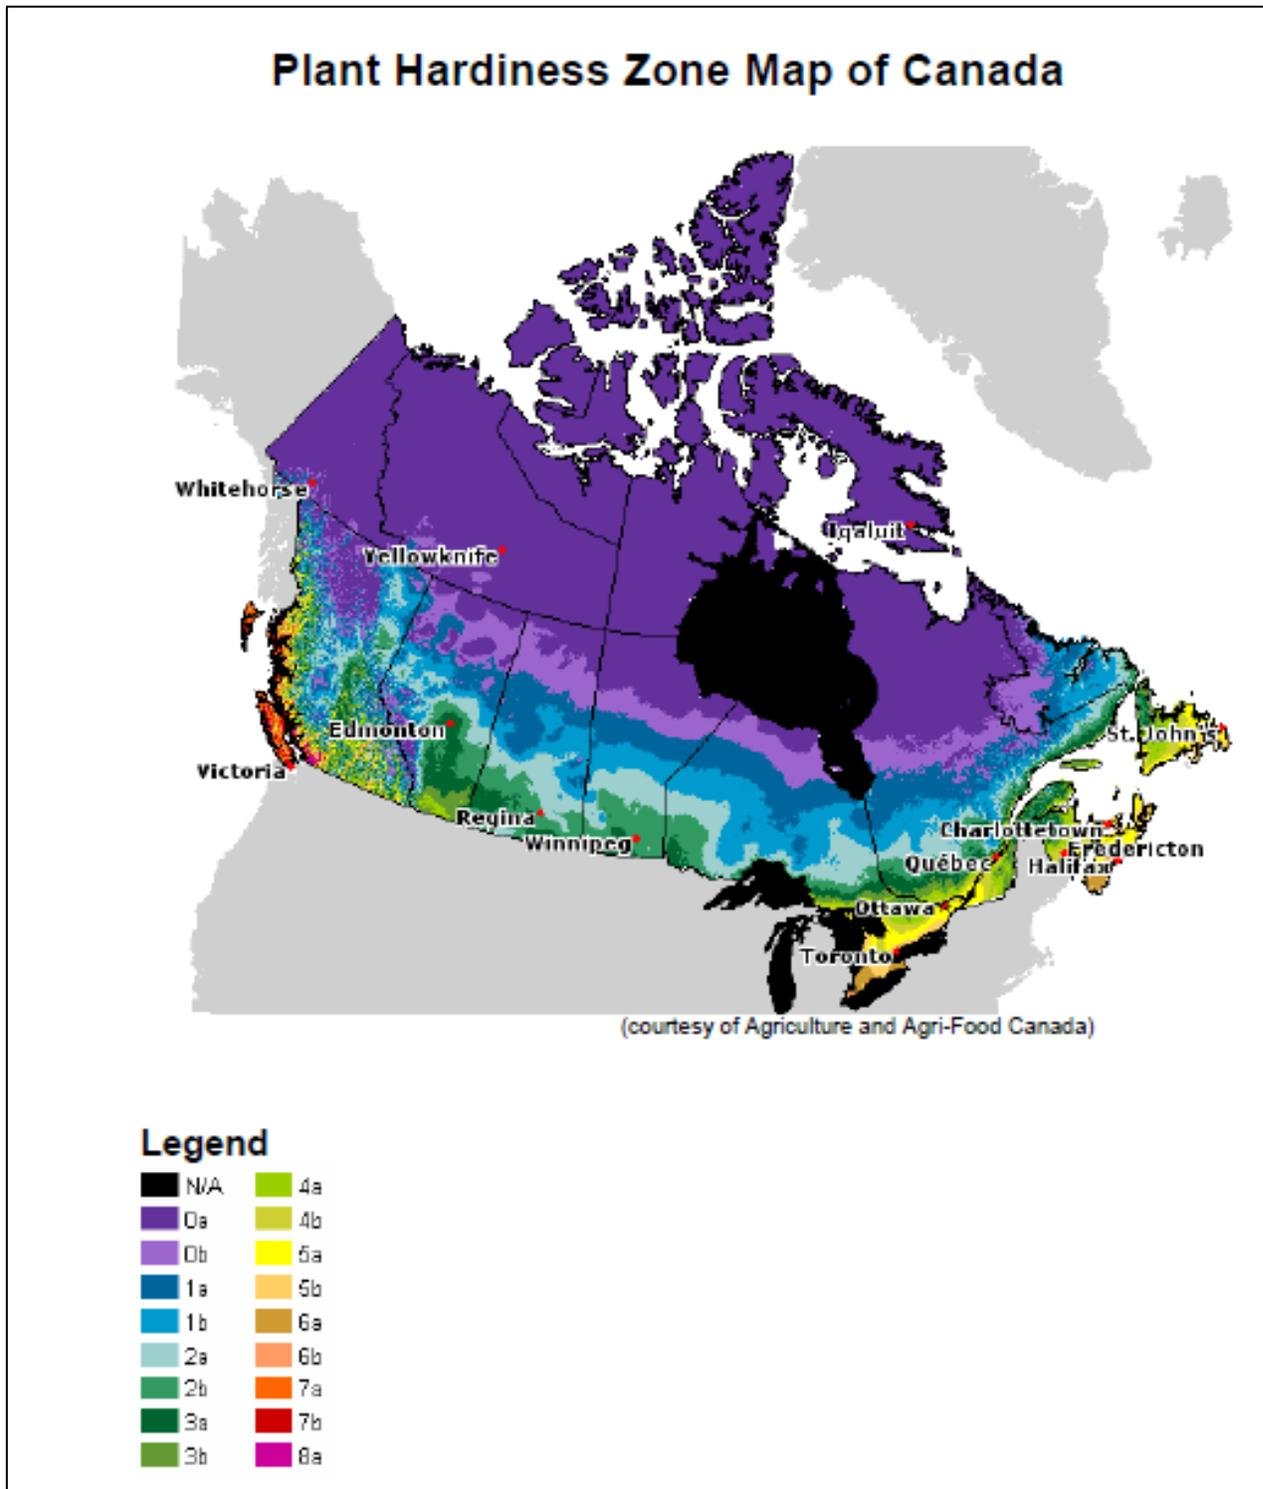 Plant Hardiness Zone Map of Canada
Whitehorse
Yellowknife
Iqaluit
Edmonton
St. John's
Victoria
Regina
Winnipeg
Charlottetown
Fredericton
Québec
Halifax
Ottawa
Toronto
(courtesy of Agriculture and Agri-Food Canada)
Legend
N/A
0a
0b
1a
1b
2a
2b
3a
3b
4a
4b
5a
5b
6a
6b
7a
7b
8a